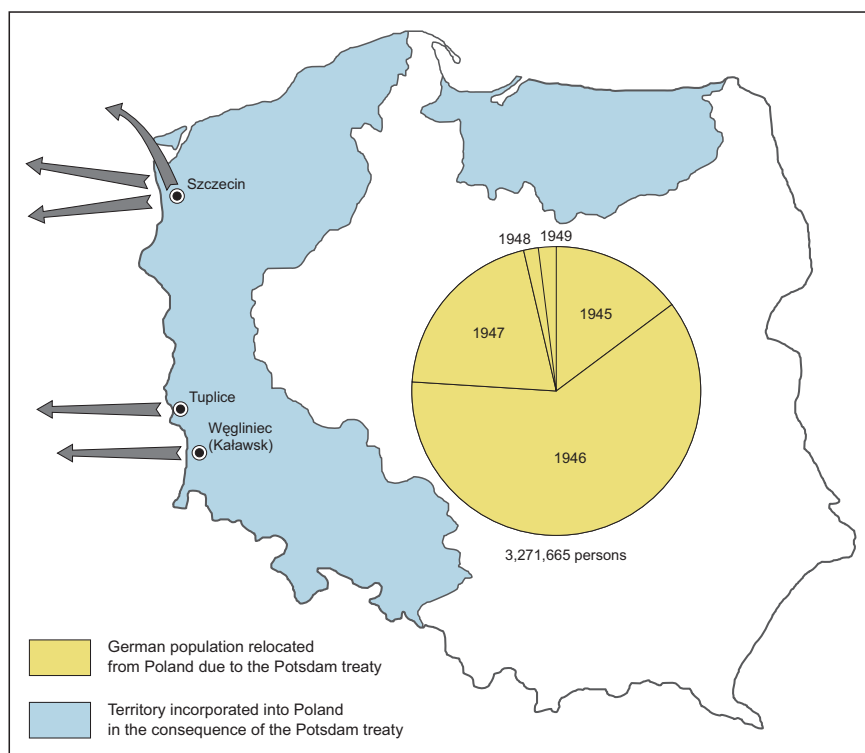 Szczecin
1948
1949
1947
1945
Tuplice
Węgliniec
(Kaławsk)
1946
3,271,665 persons
German population relocated
from Poland due to the Potsdam treaty
Territory incorporated into Poland
in the consequence of the Potsdam treaty